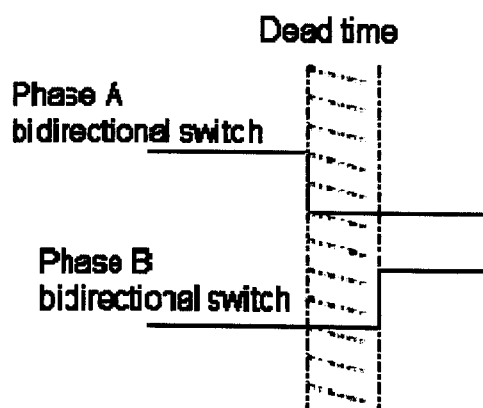 Dead time
Phase A
bidirectional switch
Phase B
bidirectional switch